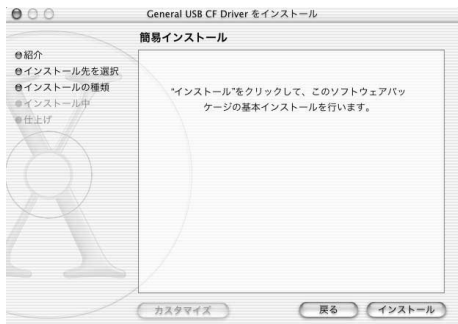 General USB CF Driver をインストール
簡易インストール
紹介
インストール先を選択
インストールの種類
インストール中
仕上げ
"インストール"をクリックして、このソフトウェアパッ
ケージの基本インストールを行います。
カスタマイズ
戻る
インストール